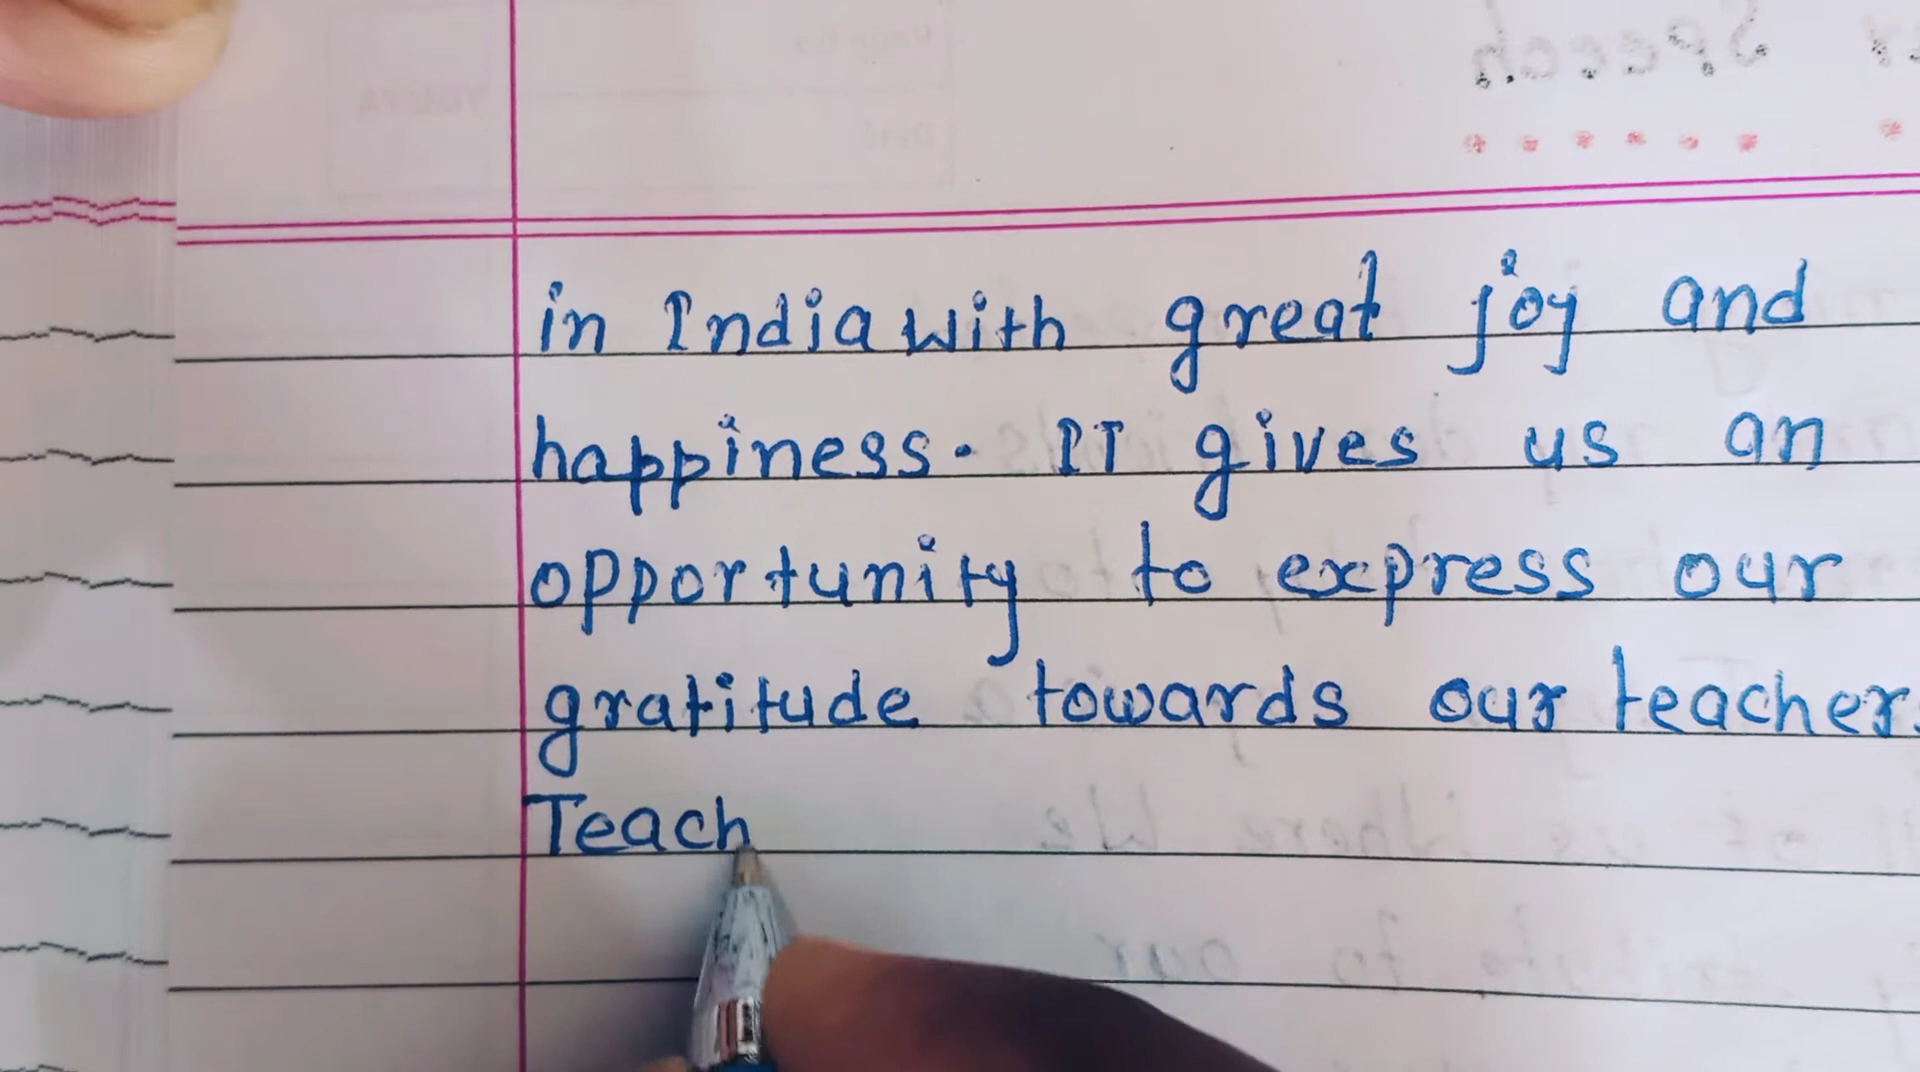 in India with great joy and
happiness. IT gives us an
opportunity to express our
gratitude towards our teacher.
Teach